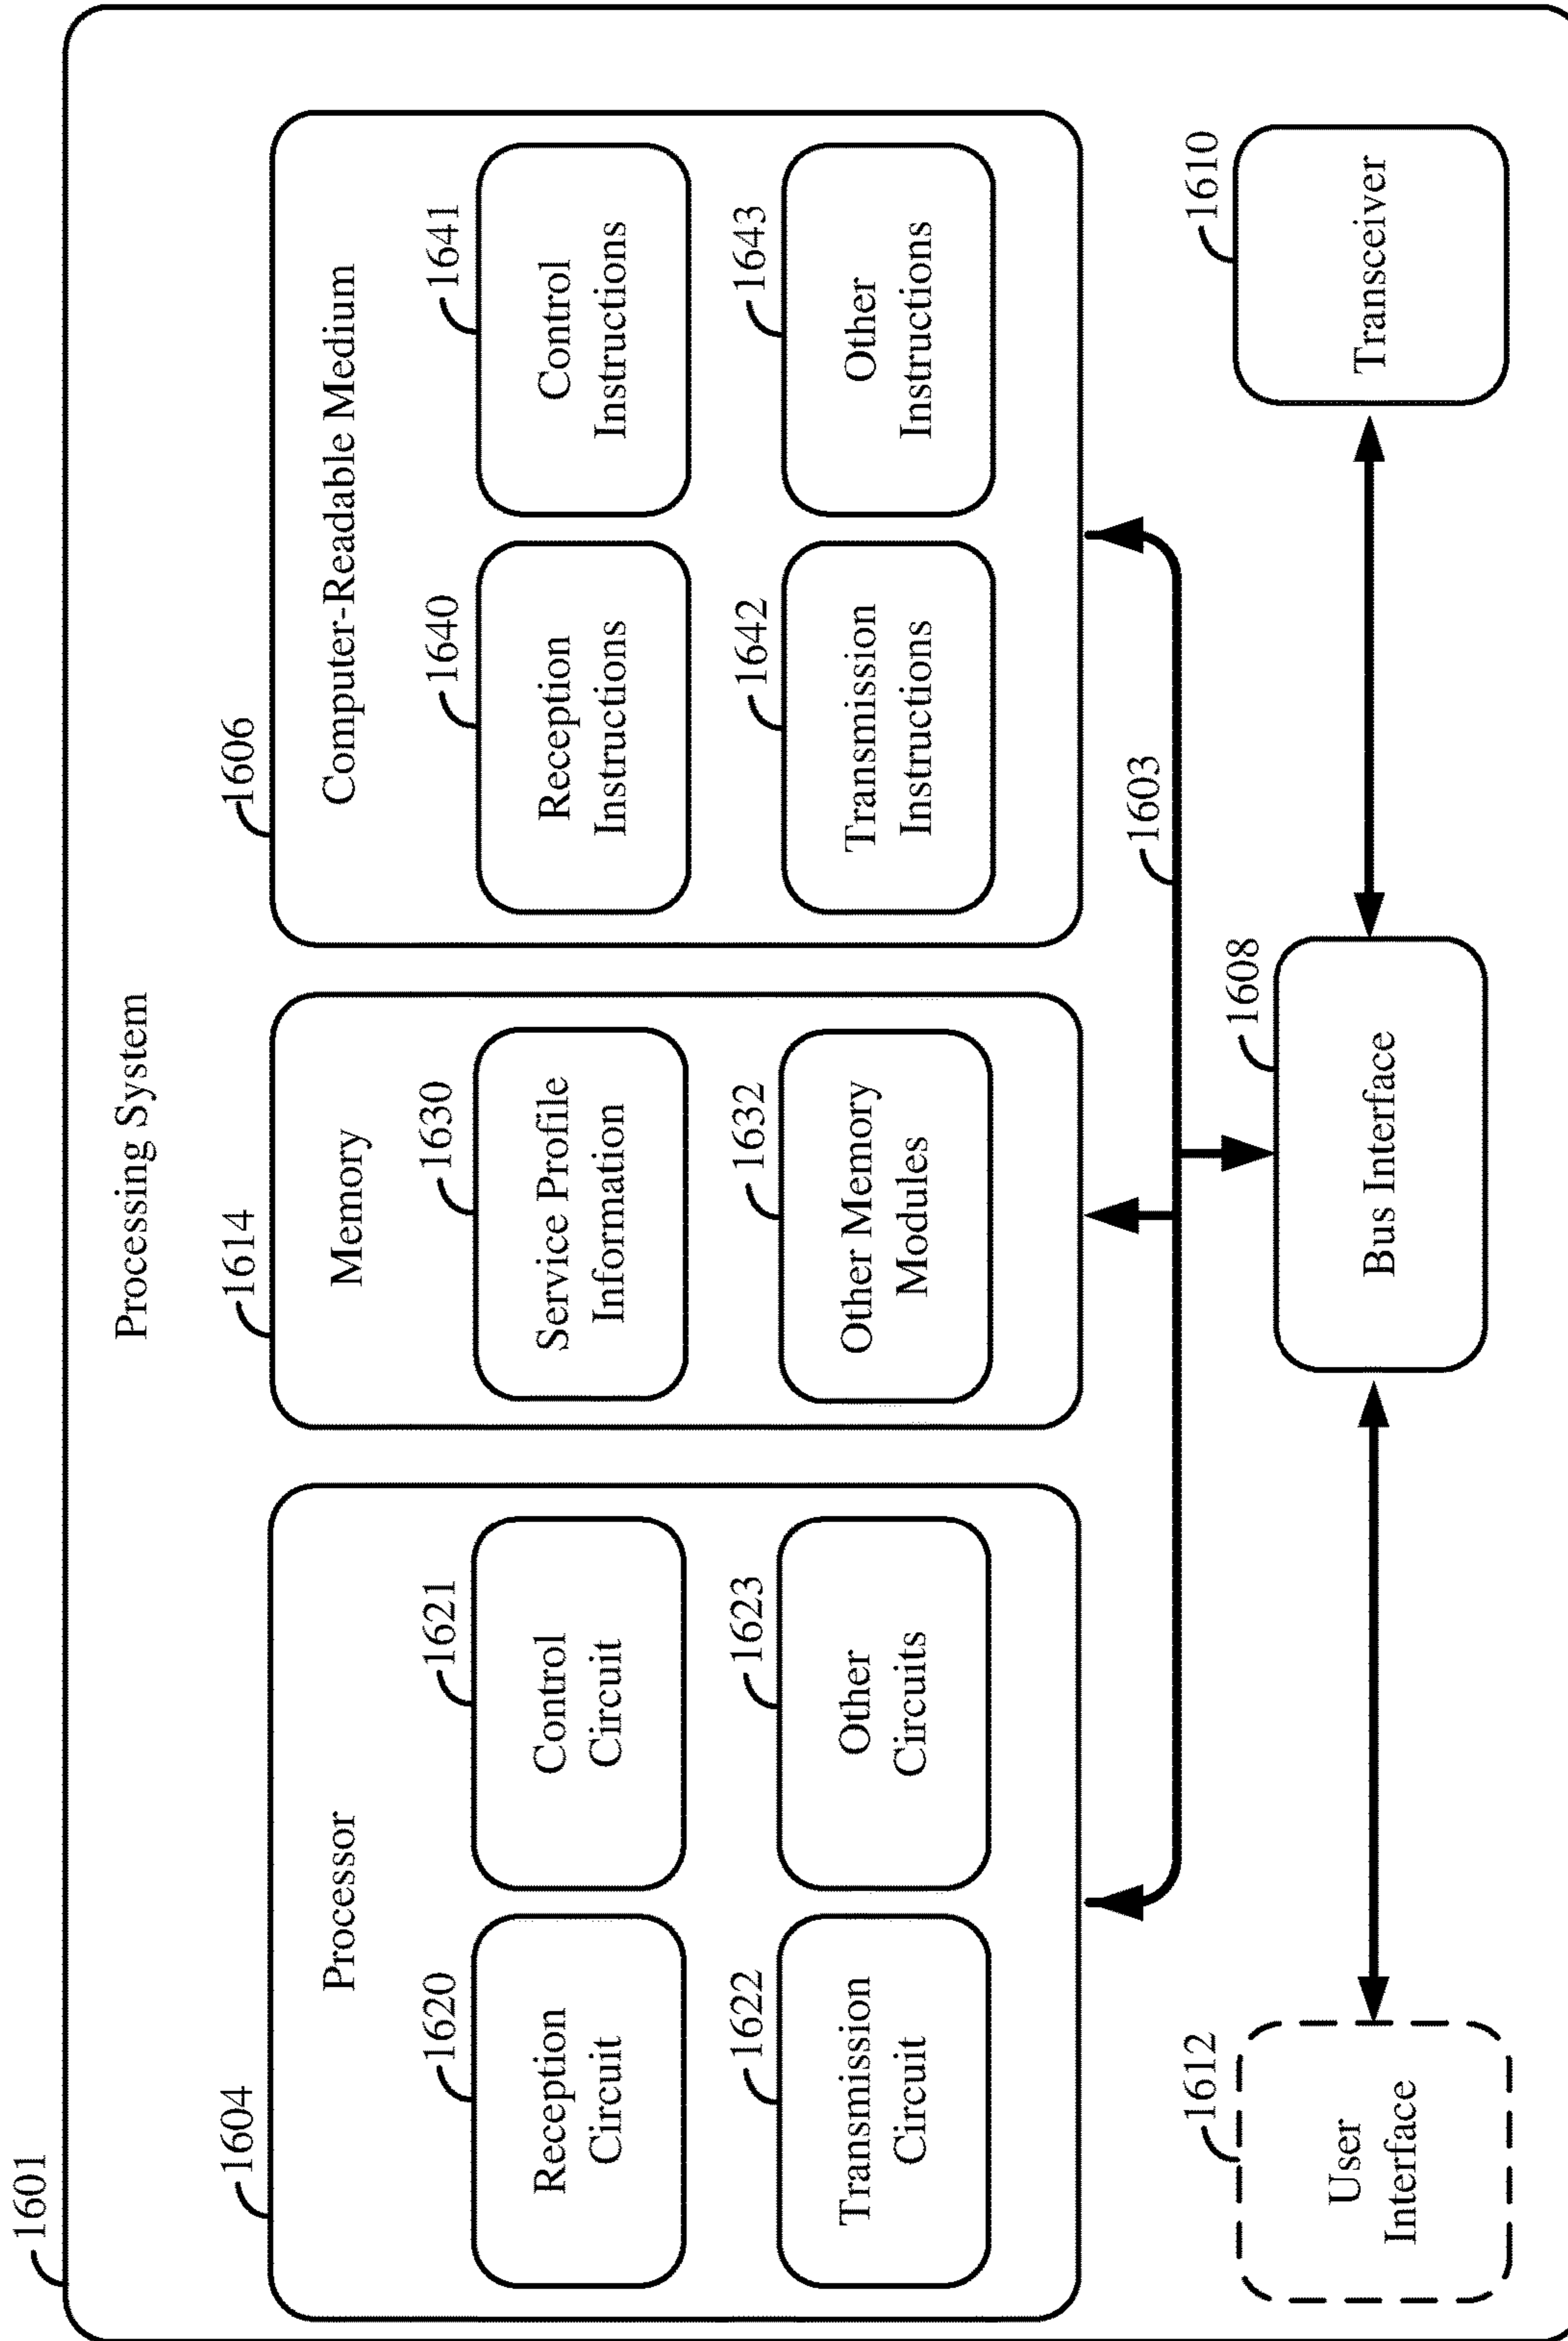 1601
Processing System
1604
Processor
1620
Reception
Circuit
1621
Control
Circuit
1622
Transmission
Circuit
1623
Other
Circuits
1614
Memory
1630
Service Profile
Information
1632
Other Memory
Modules
1606
Computer-Readable Medium
1640
Reception
Instructions
1641
Control
Instructions
1642
Transmission
Instructions
1643
Other
Instructions
1603
1612
User
Interface
1608
Bus Interface
1610
Transceiver